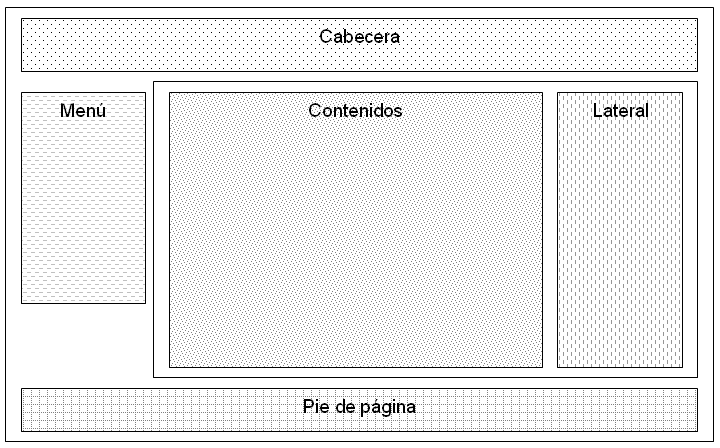 Cabecera
Menú
Contenidos
Lateral
Pie de página